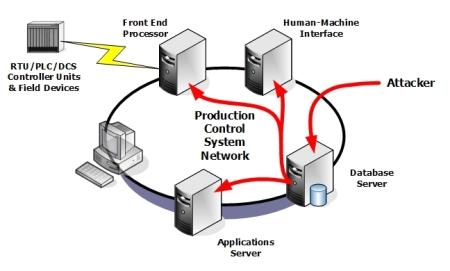 Front End
Processor
Human-Machine
Interface
RTU/PLC/DCS
Controller Units
& Field Devices
Attacker
Production
Control
System
Network
Database
Server
Applications
Server